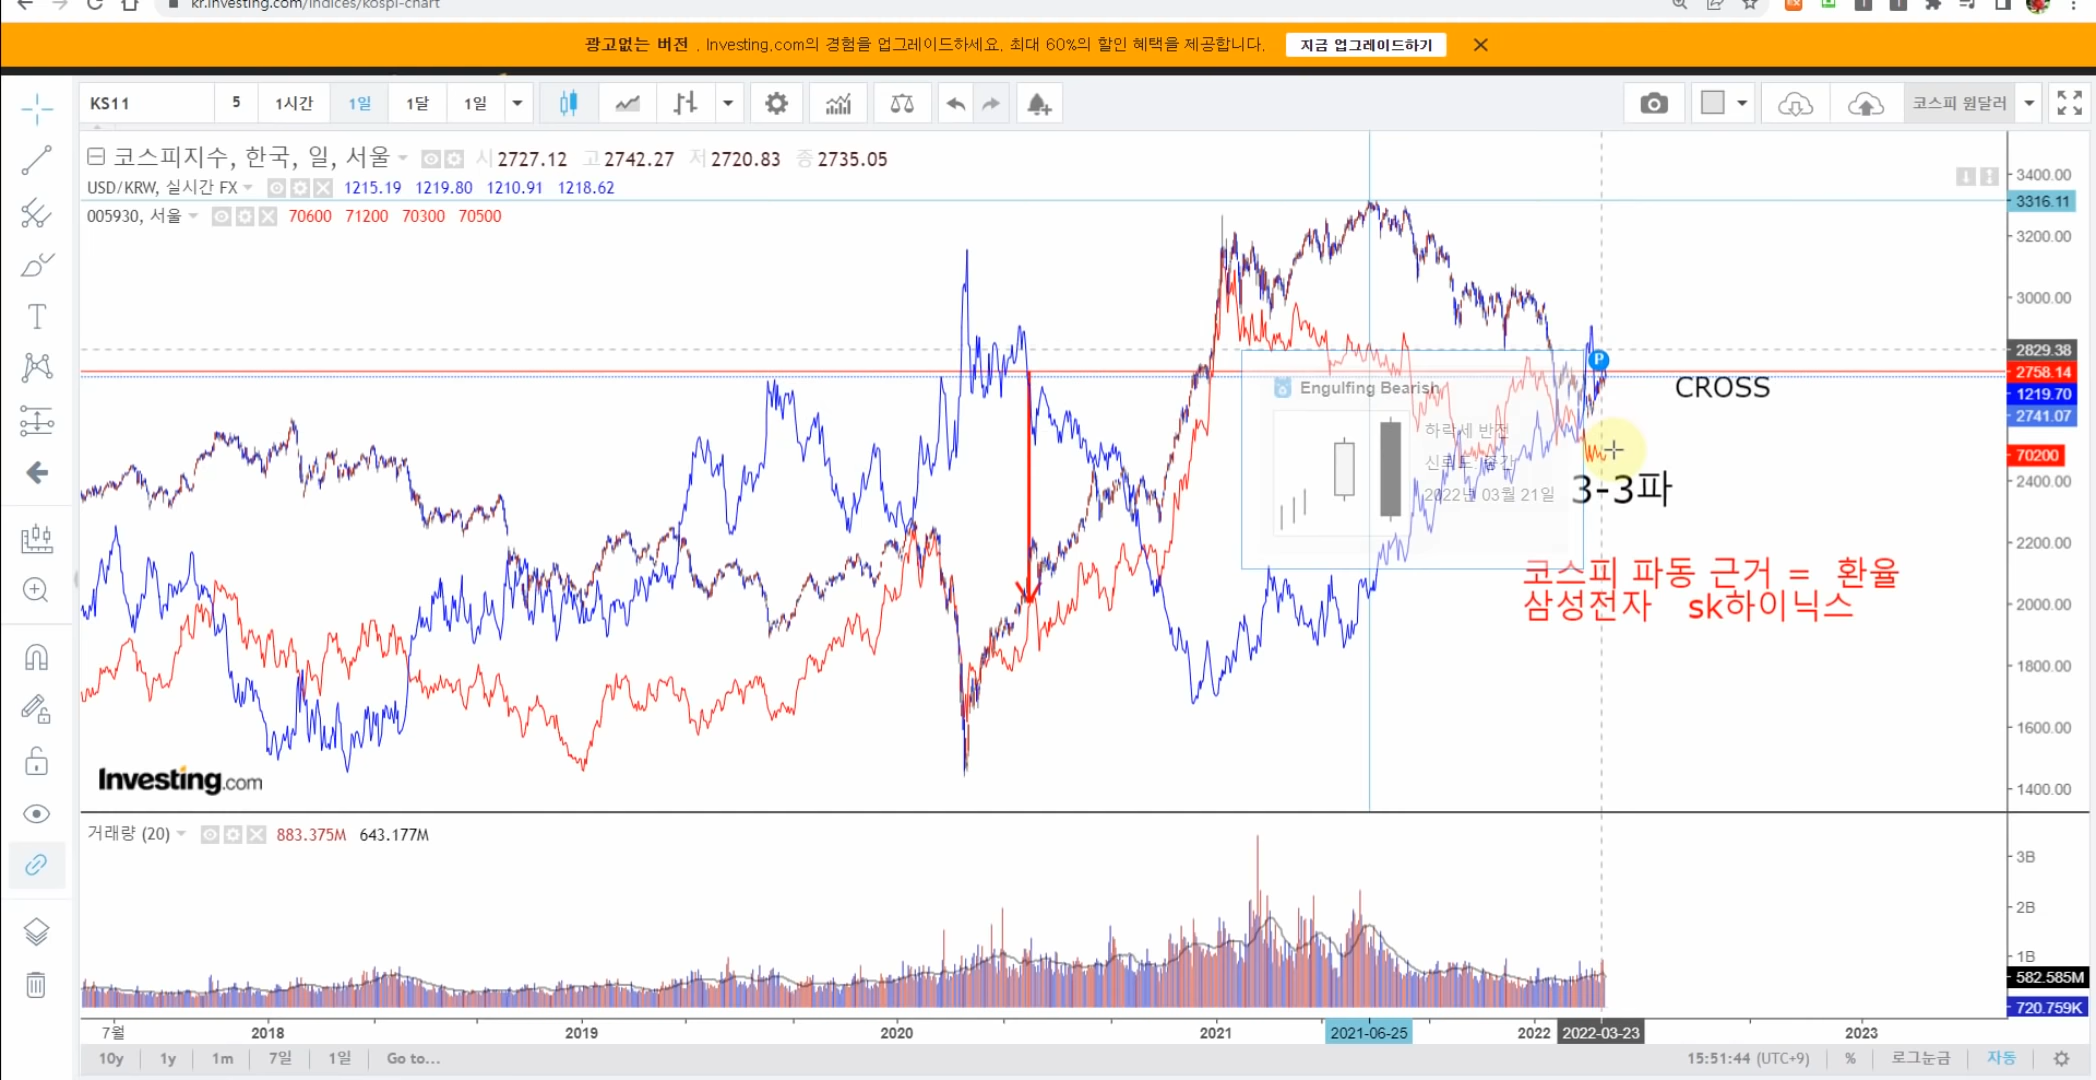 kr.investing.com/indices/kospi-chart
광고없는 버전 . Investing.com의 경험을 업그레이드하세요. 최대 60%의 할인 혜택을 제공합니다. 지금 업그레이드하기
KS11 5 1시간 1일 1달 1일 코스피 원달러
코스피지수, 한국, 일, 서울 시 2727.12 고 2742.27 저 2720.83 종 2735.05
USD/KRW, 실시간 FX 1215.19 1219.80 1210.91 1218.62
005930, 서울 70600 71200 70300 70500
3400.00
3316.11
3200.00
3000.00
2829.38
2758.14
1219.70
2741.07
70200
2400.00
2200.00
2000.00
1800.00
1600.00
1400.00
P
CROSS
Engulfing Bearish
하락세 반전
신뢰도: 중간
2022년 03월 21일
3-3파
코스피 파동 근거 = 환율
삼성전자 sk하이닉스
Investing.com
거래량 (20) 883.375M 643.177M
3B
2B
1B
582.585M
720.759K
7월 2018 2019 2020 2021 2021-06-25 2022 2022-03-23 2023
10y 1y 1m 7일 1일 Go to... 15:51:44 (UTC+9) % 로그눈금 자동